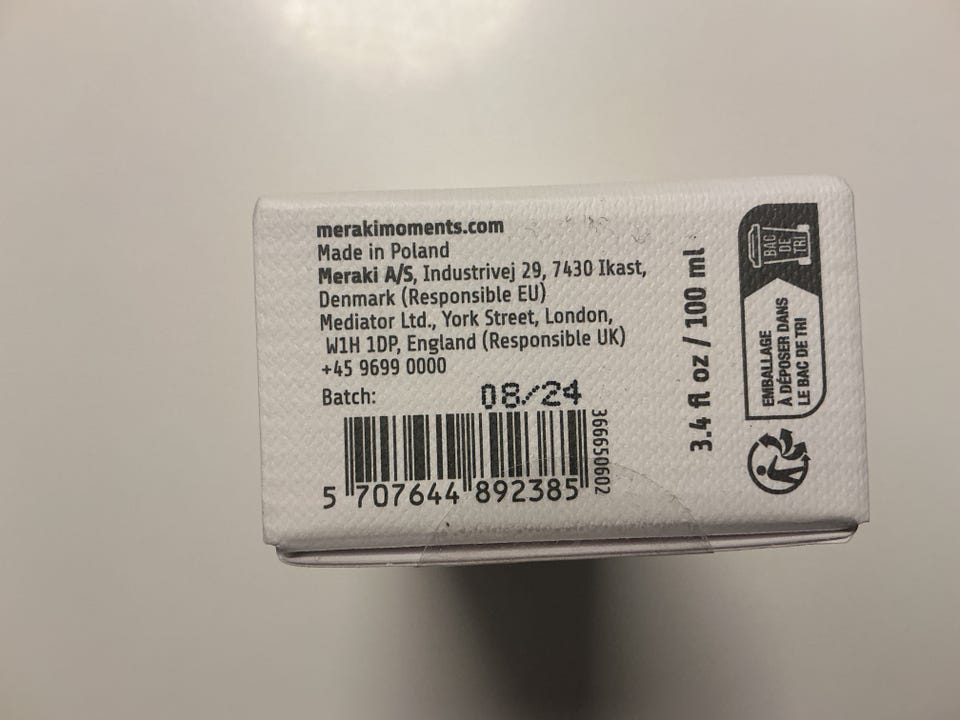 merakimoments.com
Made in Poland
Meraki A/S, Industrivej 29, 7430 Ikast,
Denmark (Responsible EU)
Mediator Ltd., York Street, London,
W1H 1DP, England (Responsible UK)
+45 9699 0000
Batch: 08/24
5 707644 892385
366650602
3.4 fl oz / 100 ml
BAC
DE
TRI
EMBALLAGE
À DÉPOSER DANS
LE BAC DE TRI